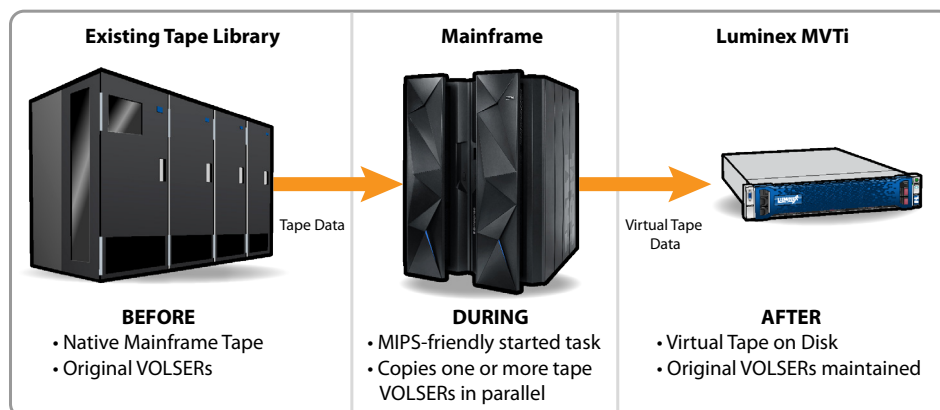 Existing Tape Library
Mainframe
Luminex MVTi
Tape Data
Virtual Tape
Data
BEFORE
• Native Mainframe Tape
• Original VOLSERs
DURING
• MIPS-friendly started task
• Copies one or more tape
VOLSERs in parallel
AFTER
• Virtual Tape on Disk
• Original VOLSERs maintained